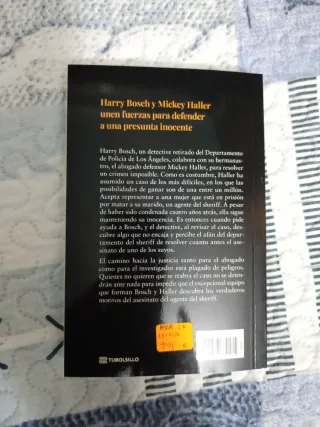 Harry Bosch y Mickey Haller
unen fuerzas para defender
a una presunta inocente
Harry Bosch, un detective retirado del Departamento
de Policía de Los Ángeles, colabora con su hermanas-
tro, el abogado defensor Mickey Haller, para resolver
un crimen imposible. Como es costumbre, Haller ha
asumido un caso de los más difíciles, en los que las
posibilidades de ganar son de una entre un millón.
Acepta representar a una mujer que está en prisión
por matar a su marido, un agente del sheriff. A pesar
de haber sido condenada cuatro años atrás, ella sigue
manteniendo su inocencia. Es entonces cuando pide
ayuda a Bosch, y el detective, al revisar el caso, des-
cubre algo que no encaja y percibe el afán del depar-
tamento del sheriff de resolver cuanto antes el ase-
sinato de uno de los suyos.
El camino hacia la justicia tanto para el abogado
como para el investigador está plagado de peligros.
Quienes no quieren que se reabra el caso no se deten-
drán ante nada para impedir que el excepcional equipo
que forman Bosch y Haller descubra los verdaderos
motivos del asesinato del agente del sheriff.
TUBOLSILLO